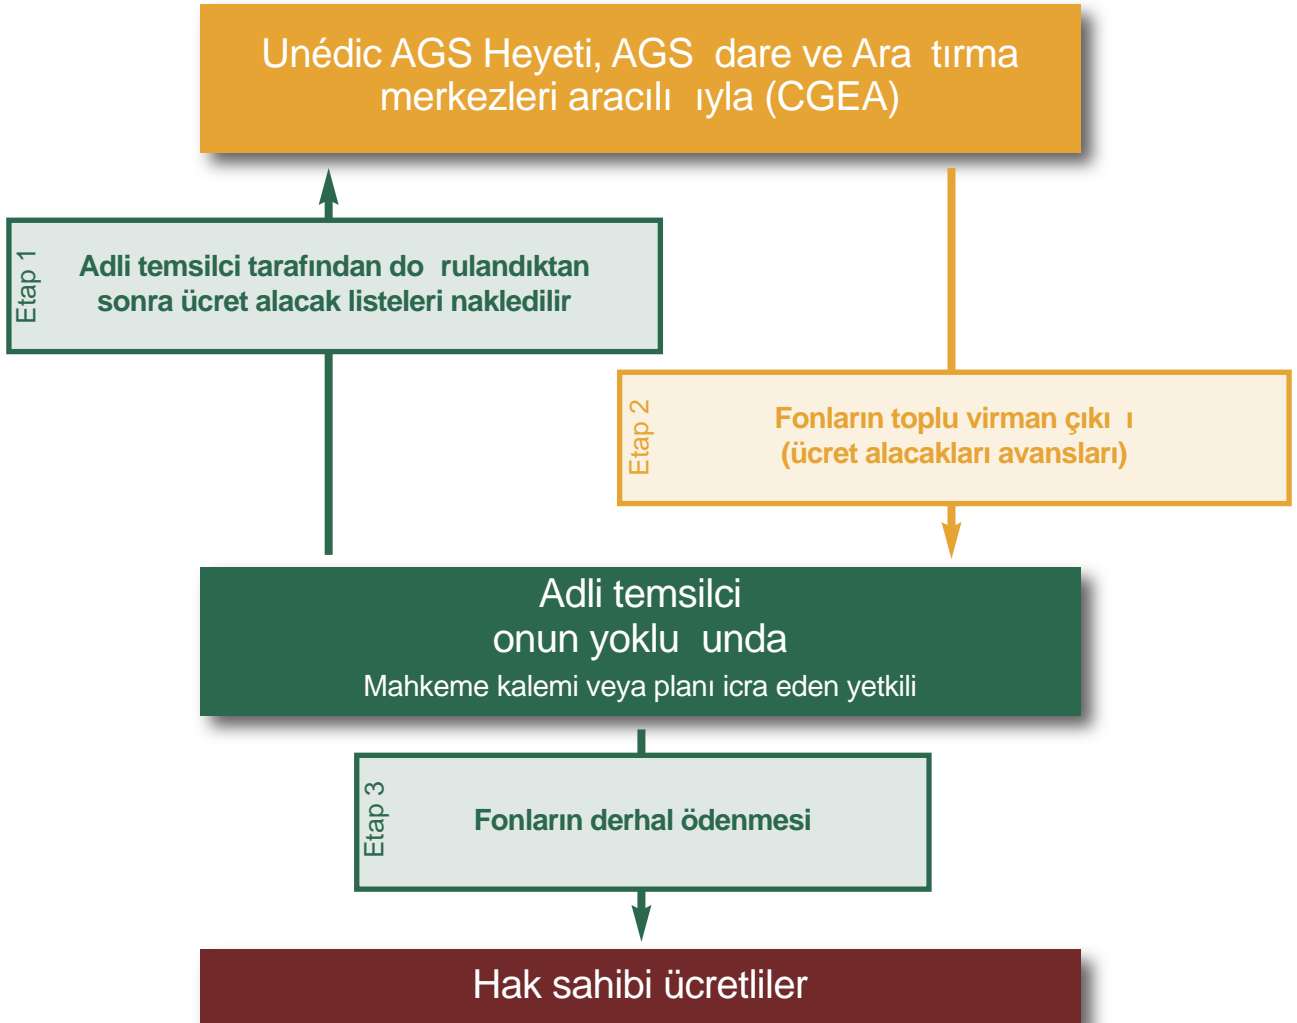 Unédic AGS Heyeti, AGS dare ve Ara tırma
merkezleri aracılı ıyla (CGEA)
Etap 1
Adli temsilci tarafından do rulandıktan
sonra ücret alacak listeleri nakledilir
Etap 2
Fonların toplu virman çıkı ı
(ücret alacakları avansları)
Adli temsilci
onun yoklu unda
Mahkeme kalemi veya planı icra eden yetkili
Etap 3
Fonların derhal ödenmesi
Hak sahibi ücretliler